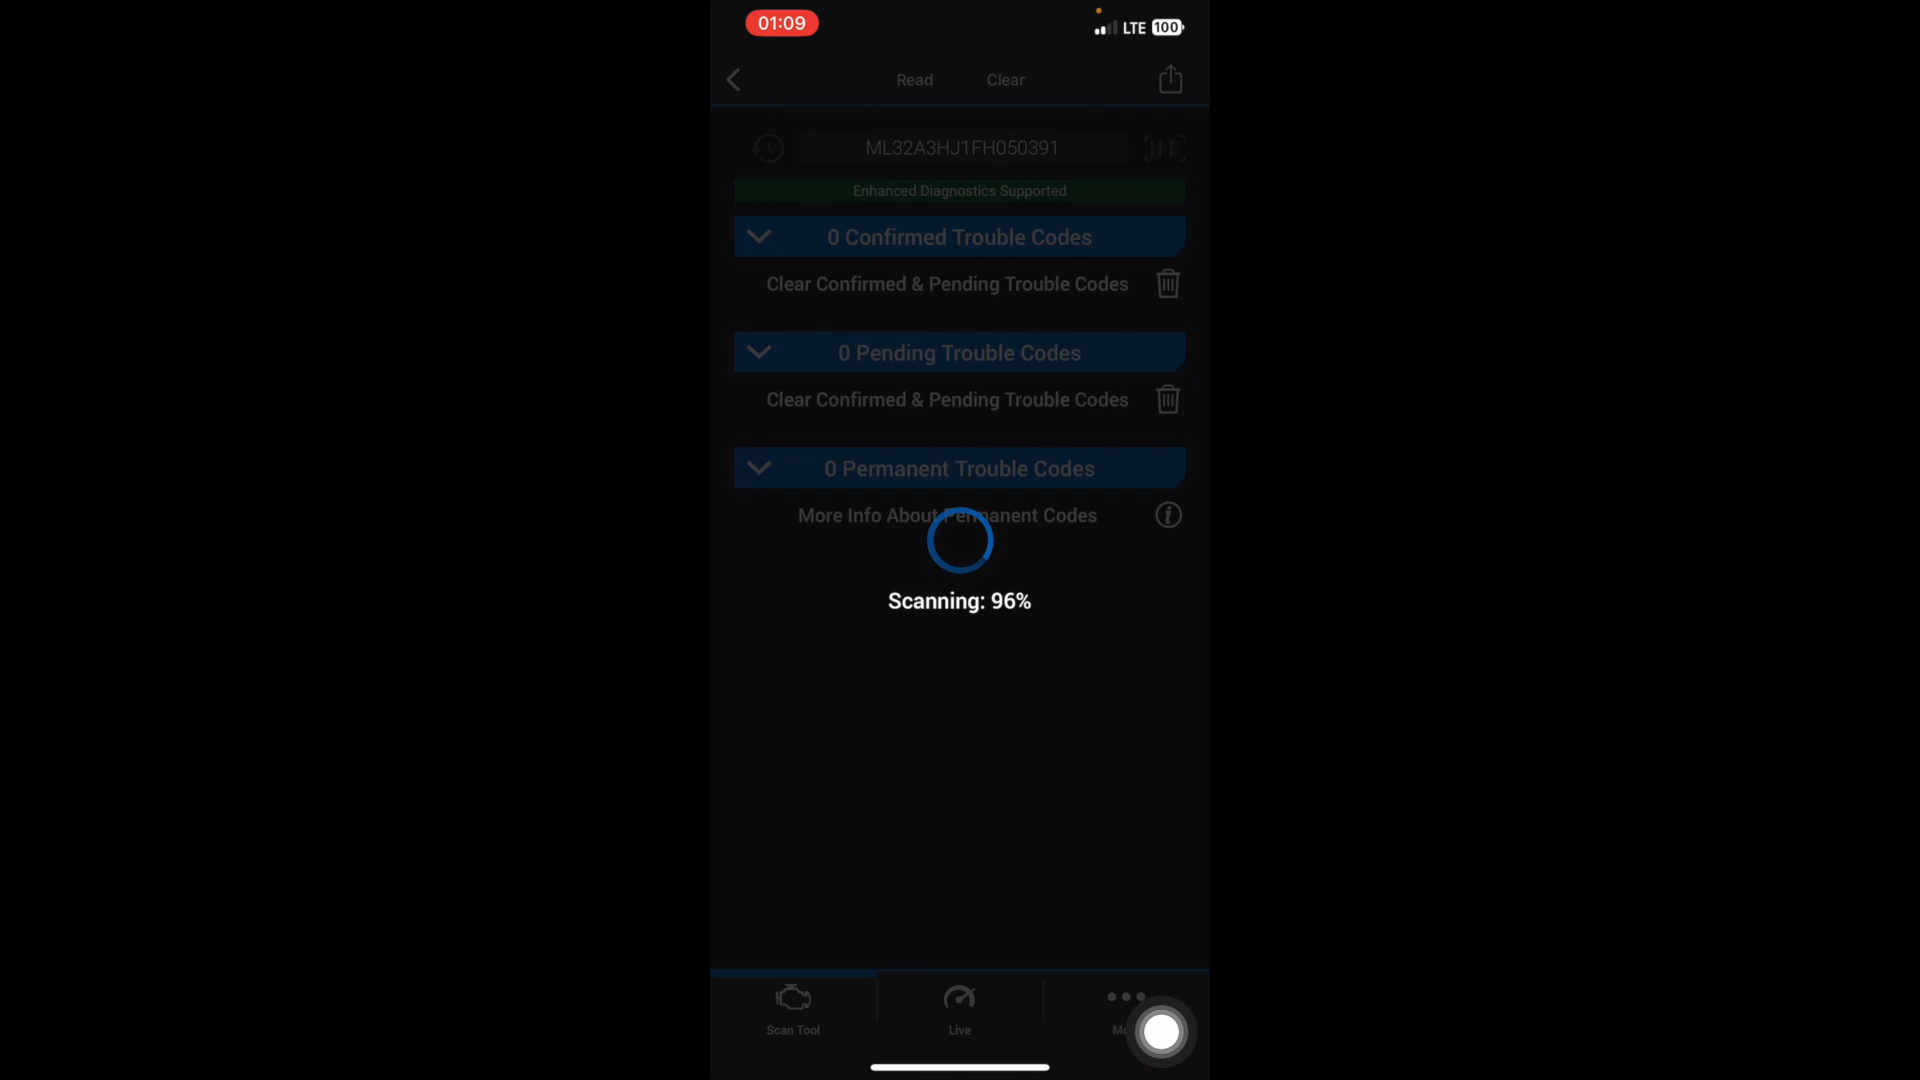 01:09
LTE 100
Read Clear
ML32A3HJ1FH050391
Enhanced Diagnostics Supported
0 Confirmed Trouble Codes
Clear Confirmed & Pending Trouble Codes
0 Pending Trouble Codes
Clear Confirmed & Pending Trouble Codes
0 Permanent Trouble Codes
More Info About Permanent Codes
Scanning: 96%
Scan Tool Live